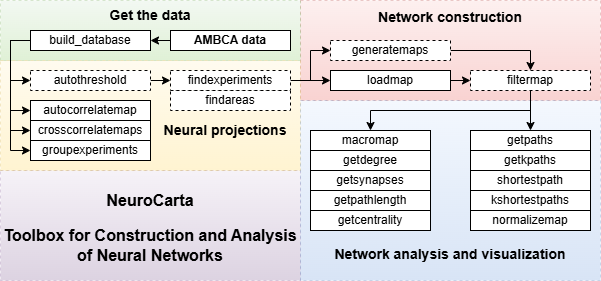 Get the data
build_database
AMBCA data
autothreshold
findexperiments
findareas
autocorrelatemap
crosscorrelatemaps
groupexperiments
Neural projections
Network construction
generatemaps
loadmap
filtermap
macromap
getdegree
getsynapses
getpathlength
getcentrality
getpaths
getkpaths
shortestpath
kshortestpaths
normalizemap
Network analysis and visualization
NeuroCarta
Toolbox for Construction and Analysis
of Neural Networks